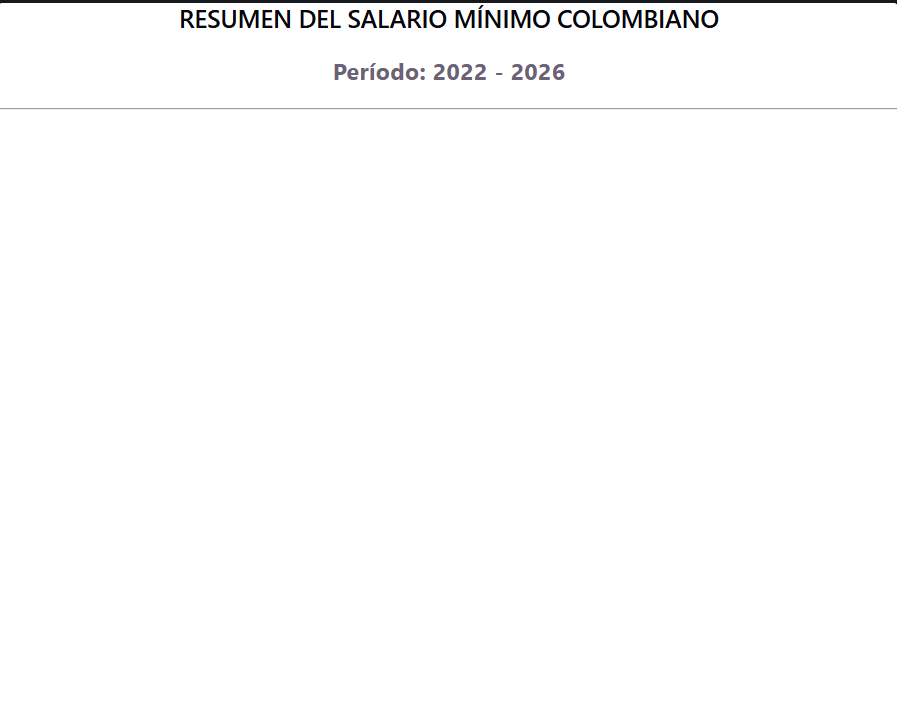 RESUMEN DEL SALARIO MÍNIMO COLOMBIANO
Período: 2022 - 2026